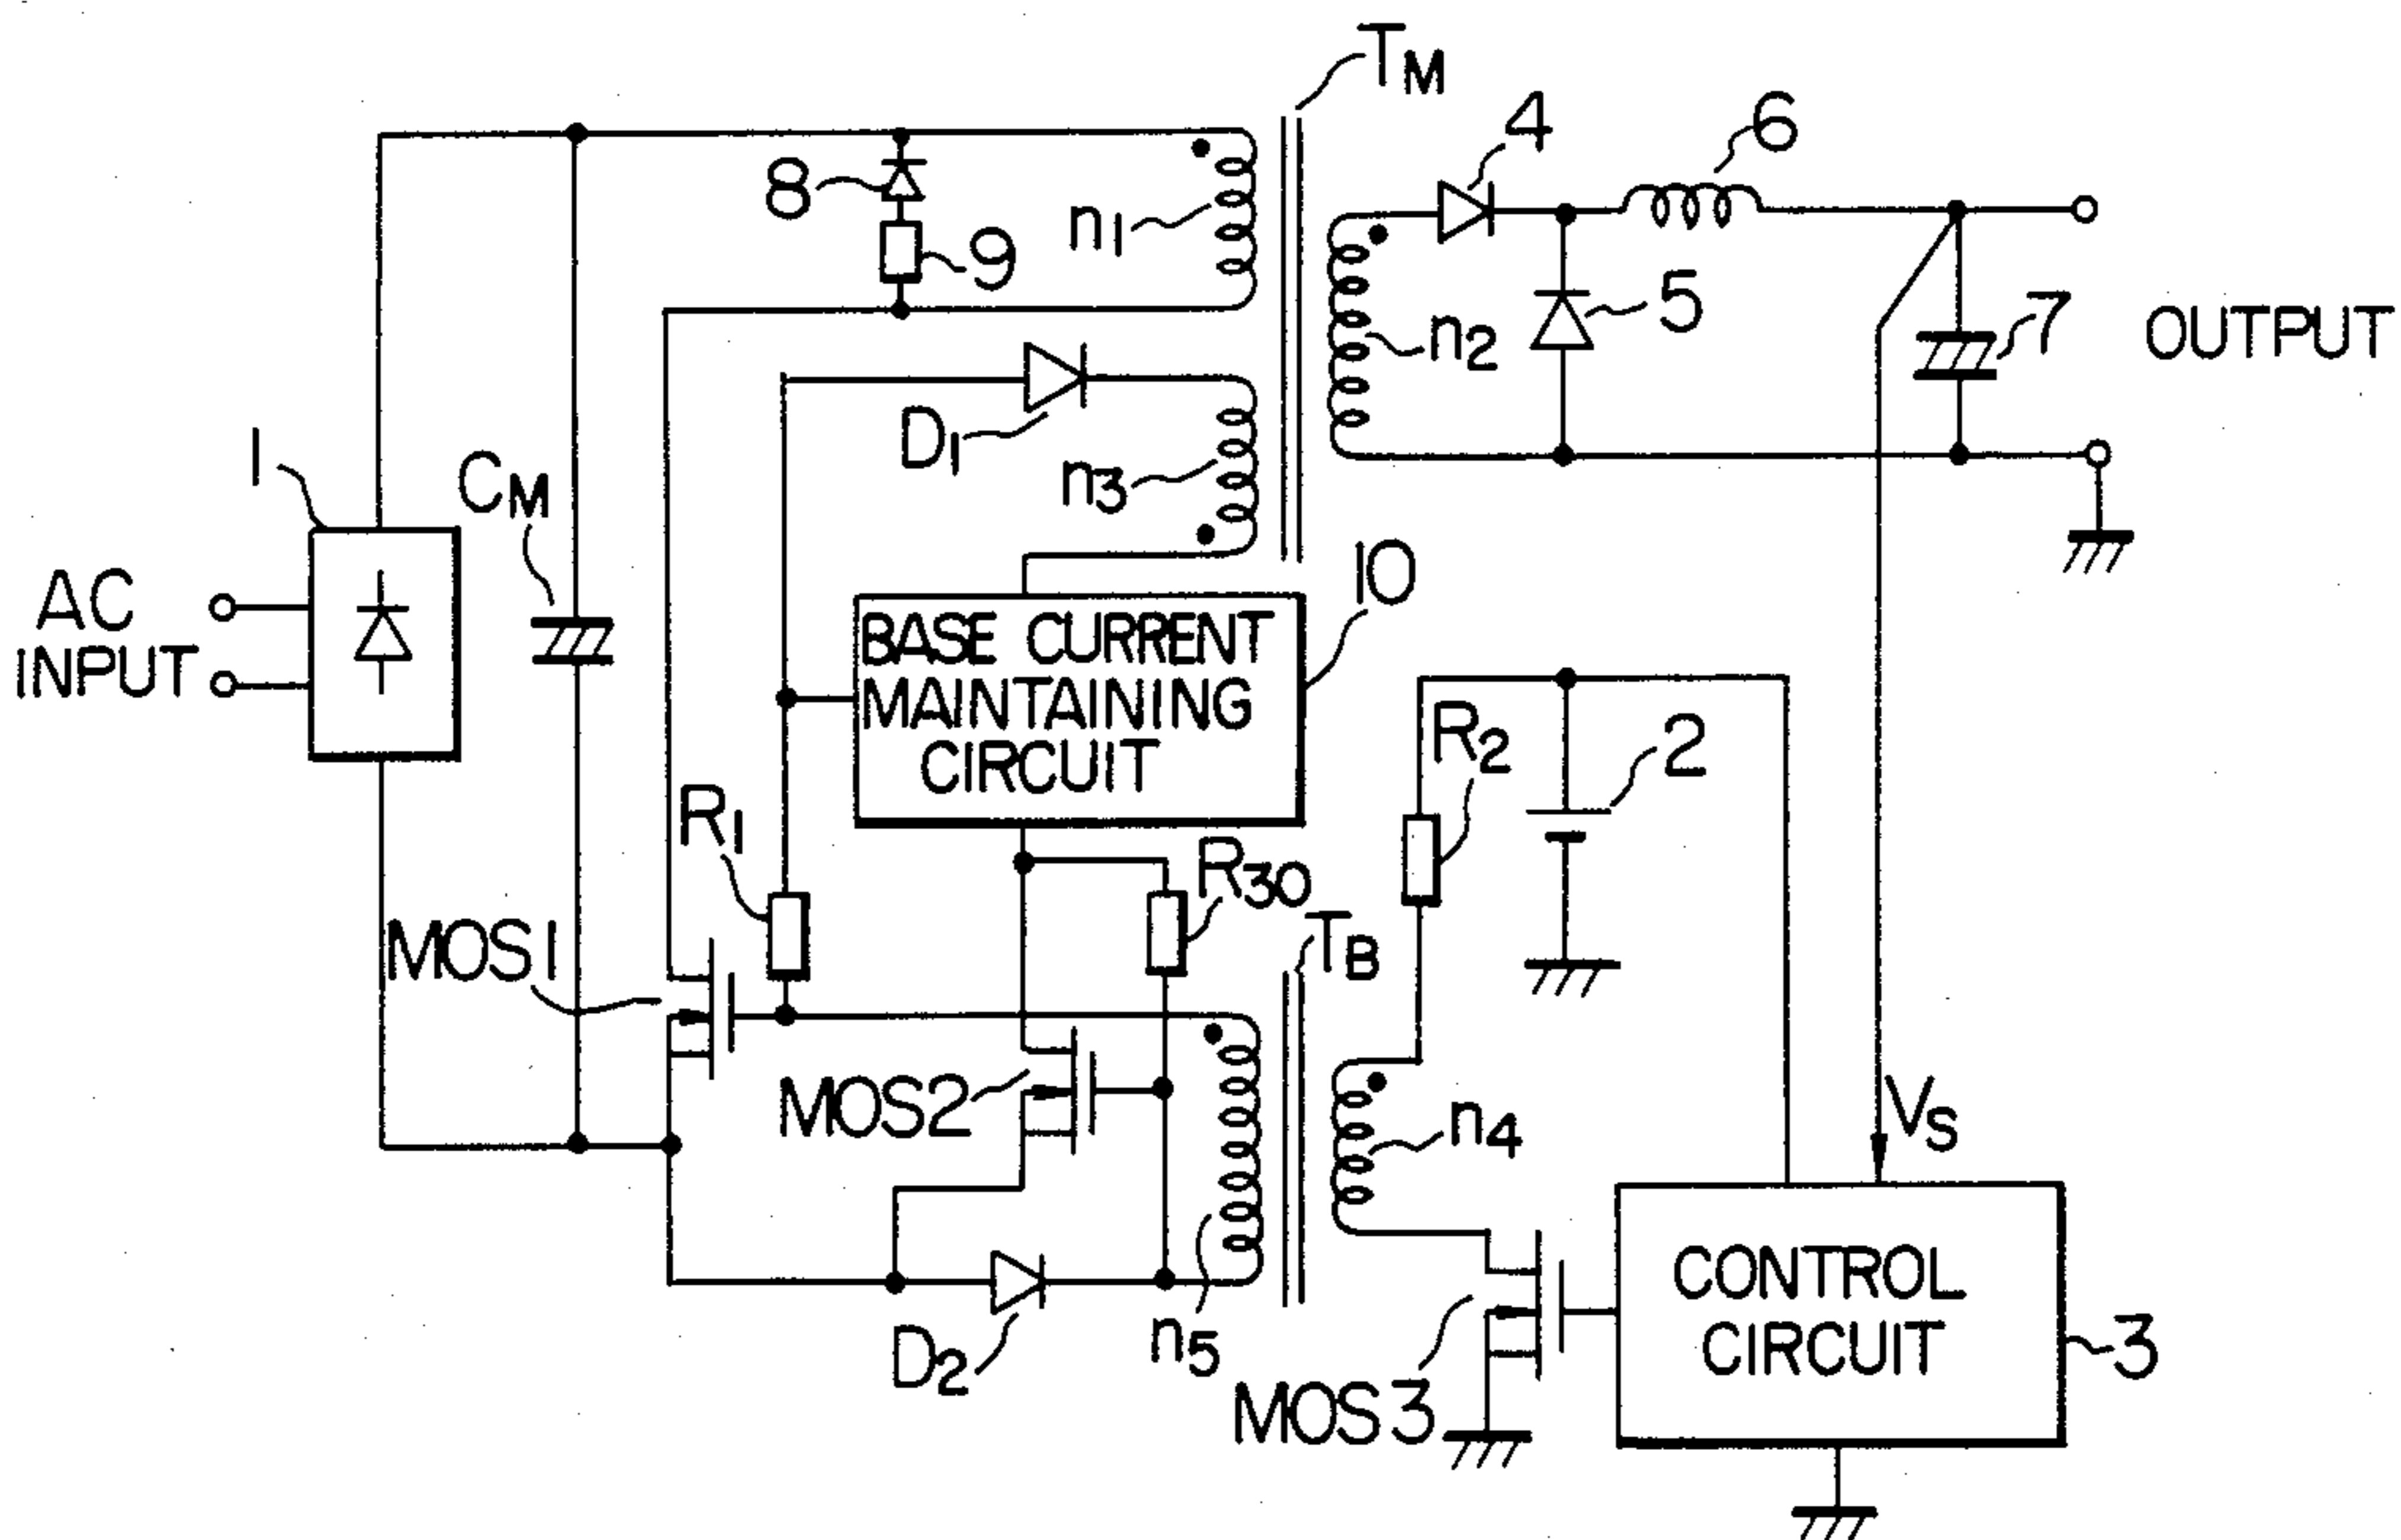 TM
4
6
8
n1
9
5
n2
7
OUTPUT
D1
1
CM
n3
10
AC
INPUT
BASE CURRENT
MAINTAINING
CIRCUIT
R2
2
R1
R30
MOS1
TB
MOS2
n4
VS
CONTROL
CIRCUIT
3
D2
n5
MOS3